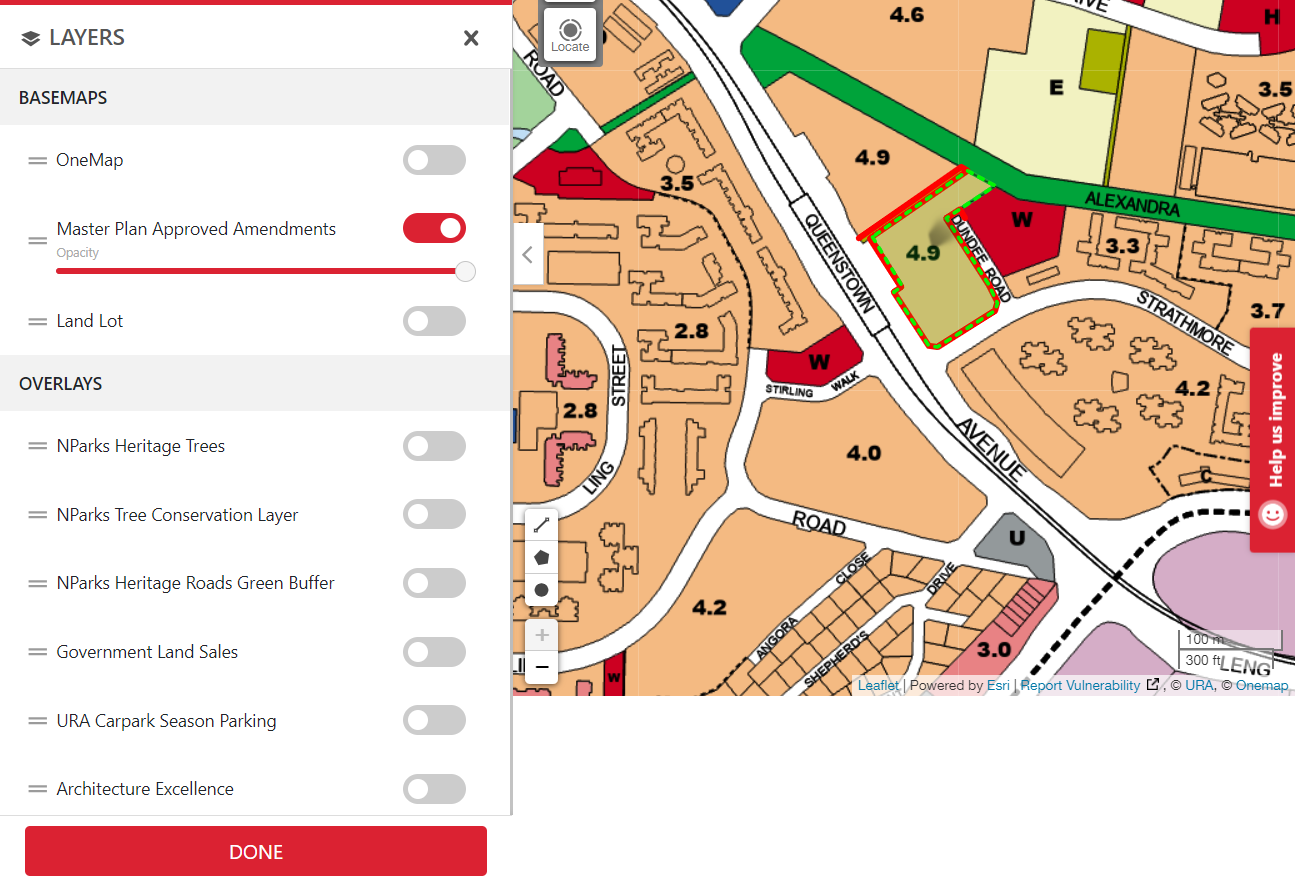 LAYERS
BASEMAPS
OneMap
Master Plan Approved Amendments
Opacity
Land Lot
OVERLAYS
NParks Heritage Trees
NParks Tree Conservation Layer
NParks Heritage Roads Green Buffer
Government Land Sales
URA Carpark Season Parking
Architecture Excellence
DONE
Locate
ROAD
4.6
H
E
3.5
4.9
3.5
ALEXANDRA
W
DUNDEE ROAD
3.3
4.9
QUEENSTOWN
STRATHMORE
3.7
2.8
W
STIRLING
WALK
STREET
2.8
4.2
Help us improve
4.0
AVENUE
LING
C
ROAD
U
CLOSE
DRIVE
4.2
ANGORA
SHEPHERD'S
3.0
W
100 m
300 ft
LENG
Leaflet | Powered by Esri | Report Vulnerability , © URA, © Onemap